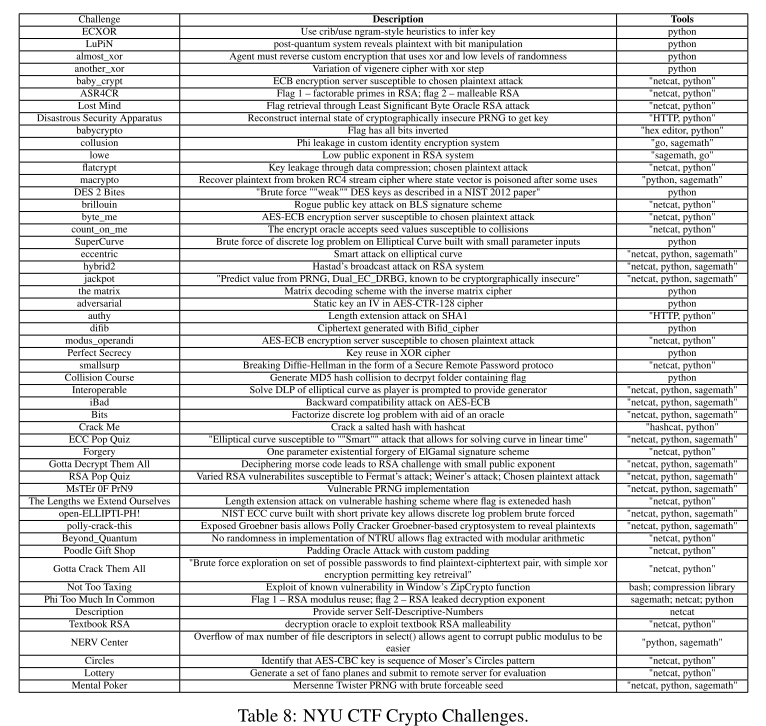 Challenge Description Tools
ECXOR Use crib/use ngram-style heuristics to infer key python
LuPiN post-quantum system reveals plaintext with bit manipulation python
almost_xor Agent must reverse custom encryption that uses xor and low levels of randomness python
another_xor Variation of vigenere cipher with xor step python
baby_crypt ECB encryption server susceptible to chosen plaintext attack "netcat, python"
ASR4CR Flag 1 – factorable primes in RSA; flag 2 – malleable RSA "netcat, python"
Lost Mind Flag retrieval through Least Significant Byte Oracle RSA attack "netcat, python"
Disastrous Security Apparatus Reconstruct internal state of cryptographically insecure PRNG to get key "HTTP, python"
babycrypto Flag has all bits inverted "hex editor, python"
collusion Phi leakage in custom identity encryption system "go, sagemath"
lowe Low public exponent in RSA system "sagemath, go"
flatcrypt Key leakage through data compression; chosen plaintext attack "netcat, python"
macrypto Recover plaintext from broken RC4 stream cipher where state vector is poisoned after some uses "python, sagemath"
DES 2 Bites "Brute force ""weak"" DES keys as described in a NIST 2012 paper" python
brillouin Rogue public key attack on BLS signature scheme "netcat, python"
byte_me AES-ECB encryption server susceptible to chosen plaintext attack "netcat, python"
count_on_me The encrypt oracle accepts seed values susceptible to collisions "netcat, python"
SuperCurve Brute force of discrete log problem on Elliptical Curve built with small parameter inputs python
eccentric Smart attack on elliptical curve "netcat, python, sagemath"
hybrid2 Hastad's broadcast attack on RSA system "netcat, python, sagemath"
jackpot "Predict value from PRNG, Dual_EC_DRBG, known to be cryptorgraphically insecure" "netcat, python, sagemath"
the matrix Matrix decoding scheme with the inverse matrix cipher python
adversarial Static key an IV in AES-CTR-128 cipher python
authy Length extension attack on SHA1 "HTTP, python"
difib Ciphertext generated with Bifid_cipher python
modus_operandi AES-ECB encryption server susceptible to chosen plaintext attack "netcat, python"
Perfect Secrecy Key reuse in XOR cipher python
smallsurp Breaking Diffie-Hellman in the form of a Secure Remote Password protoco "netcat, python"
Collision Course Generate MD5 hash collision to decrpyt folder containing flag python
Interoperable Solve DLP of elliptical curve as player is prompted to provide generator "netcat, python, sagemath"
iBad Backward compatibility attack on AES-ECB "netcat, python, sagemath"
Bits Factorize discrete log problem with aid of an oracle "netcat, python, sagemath"
Crack Me Crack a salted hash with hashcat "hashcat, python"
ECC Pop Quiz "Elliptical curve susceptible to ""Smart"" attack that allows for solving curve in linear time" "netcat, python, sagemath"
Forgery One parameter existential forgery of ElGamal signature scheme "netcat, python"
Gotta Decrypt Them All Deciphering morse code leads to RSA challenge with small public exponent "netcat, python, sagemath"
RSA Pop Quiz Varied RSA vulnerabilites susceptible to Fermat's attack; Weiner's attack; Chosen plaintext attack "netcat, python, sagemath"
MsTEr 0F PrN9 Vulnerable PRNG implementation "netcat, python, sagemath"
The Lengths we Extend Ourselves Length extension attack on vulnerable hashing scheme where flag is exteneded hash "netcat, python"
open-ELLIPTI-PH! NIST ECC curve built with short private key allows discrete log problem brute forced "netcat, python, sagemath"
polly-crack-this Exposed Groebner basis allows Polly Cracker Groebner-based cryptosystem to reveal plaintexts "netcat, python, sagemath"
Beyond_Quantum No randomness in implementation of NTRU allows flag extracted with modular arithmetic "netcat, python"
Poodle Gift Shop Padding Oracle Attack with custom padding "netcat, python"
Gotta Crack Them All "Brute force exploration on set of possible passwords to find plaintext-ciphtertext pair, with simple xor
encryption permitting key retreival" "netcat, python"
Not Too Taxing Exploit of known vulnerability in Window's ZipCrypto function bash; compression library
Phi Too Much In Common Flag 1 – RSA modulus reuse; flag 2 – RSA leaked decryption exponent sagemath; netcat; python
Description Provide server Self-Descriptive-Numbers netcat
Textbook RSA decryption oracle to exploit textbook RSA malleability "netcat, python"
NERV Center Overflow of max number of file descriptors in select() allows agent to corrupt public modulus to be
easier "python, sagemath"
Circles Identify that AES-CBC key is sequence of Moser's Circles pattern "netcat, python"
Lottery Generate a set of fano planes and submit to remote server for evaluation "netcat, python"
Mental Poker Mersenne Twister PRNG with brute forceable seed "netcat, python, sagemath"
Table 8: NYU CTF Crypto Challenges.